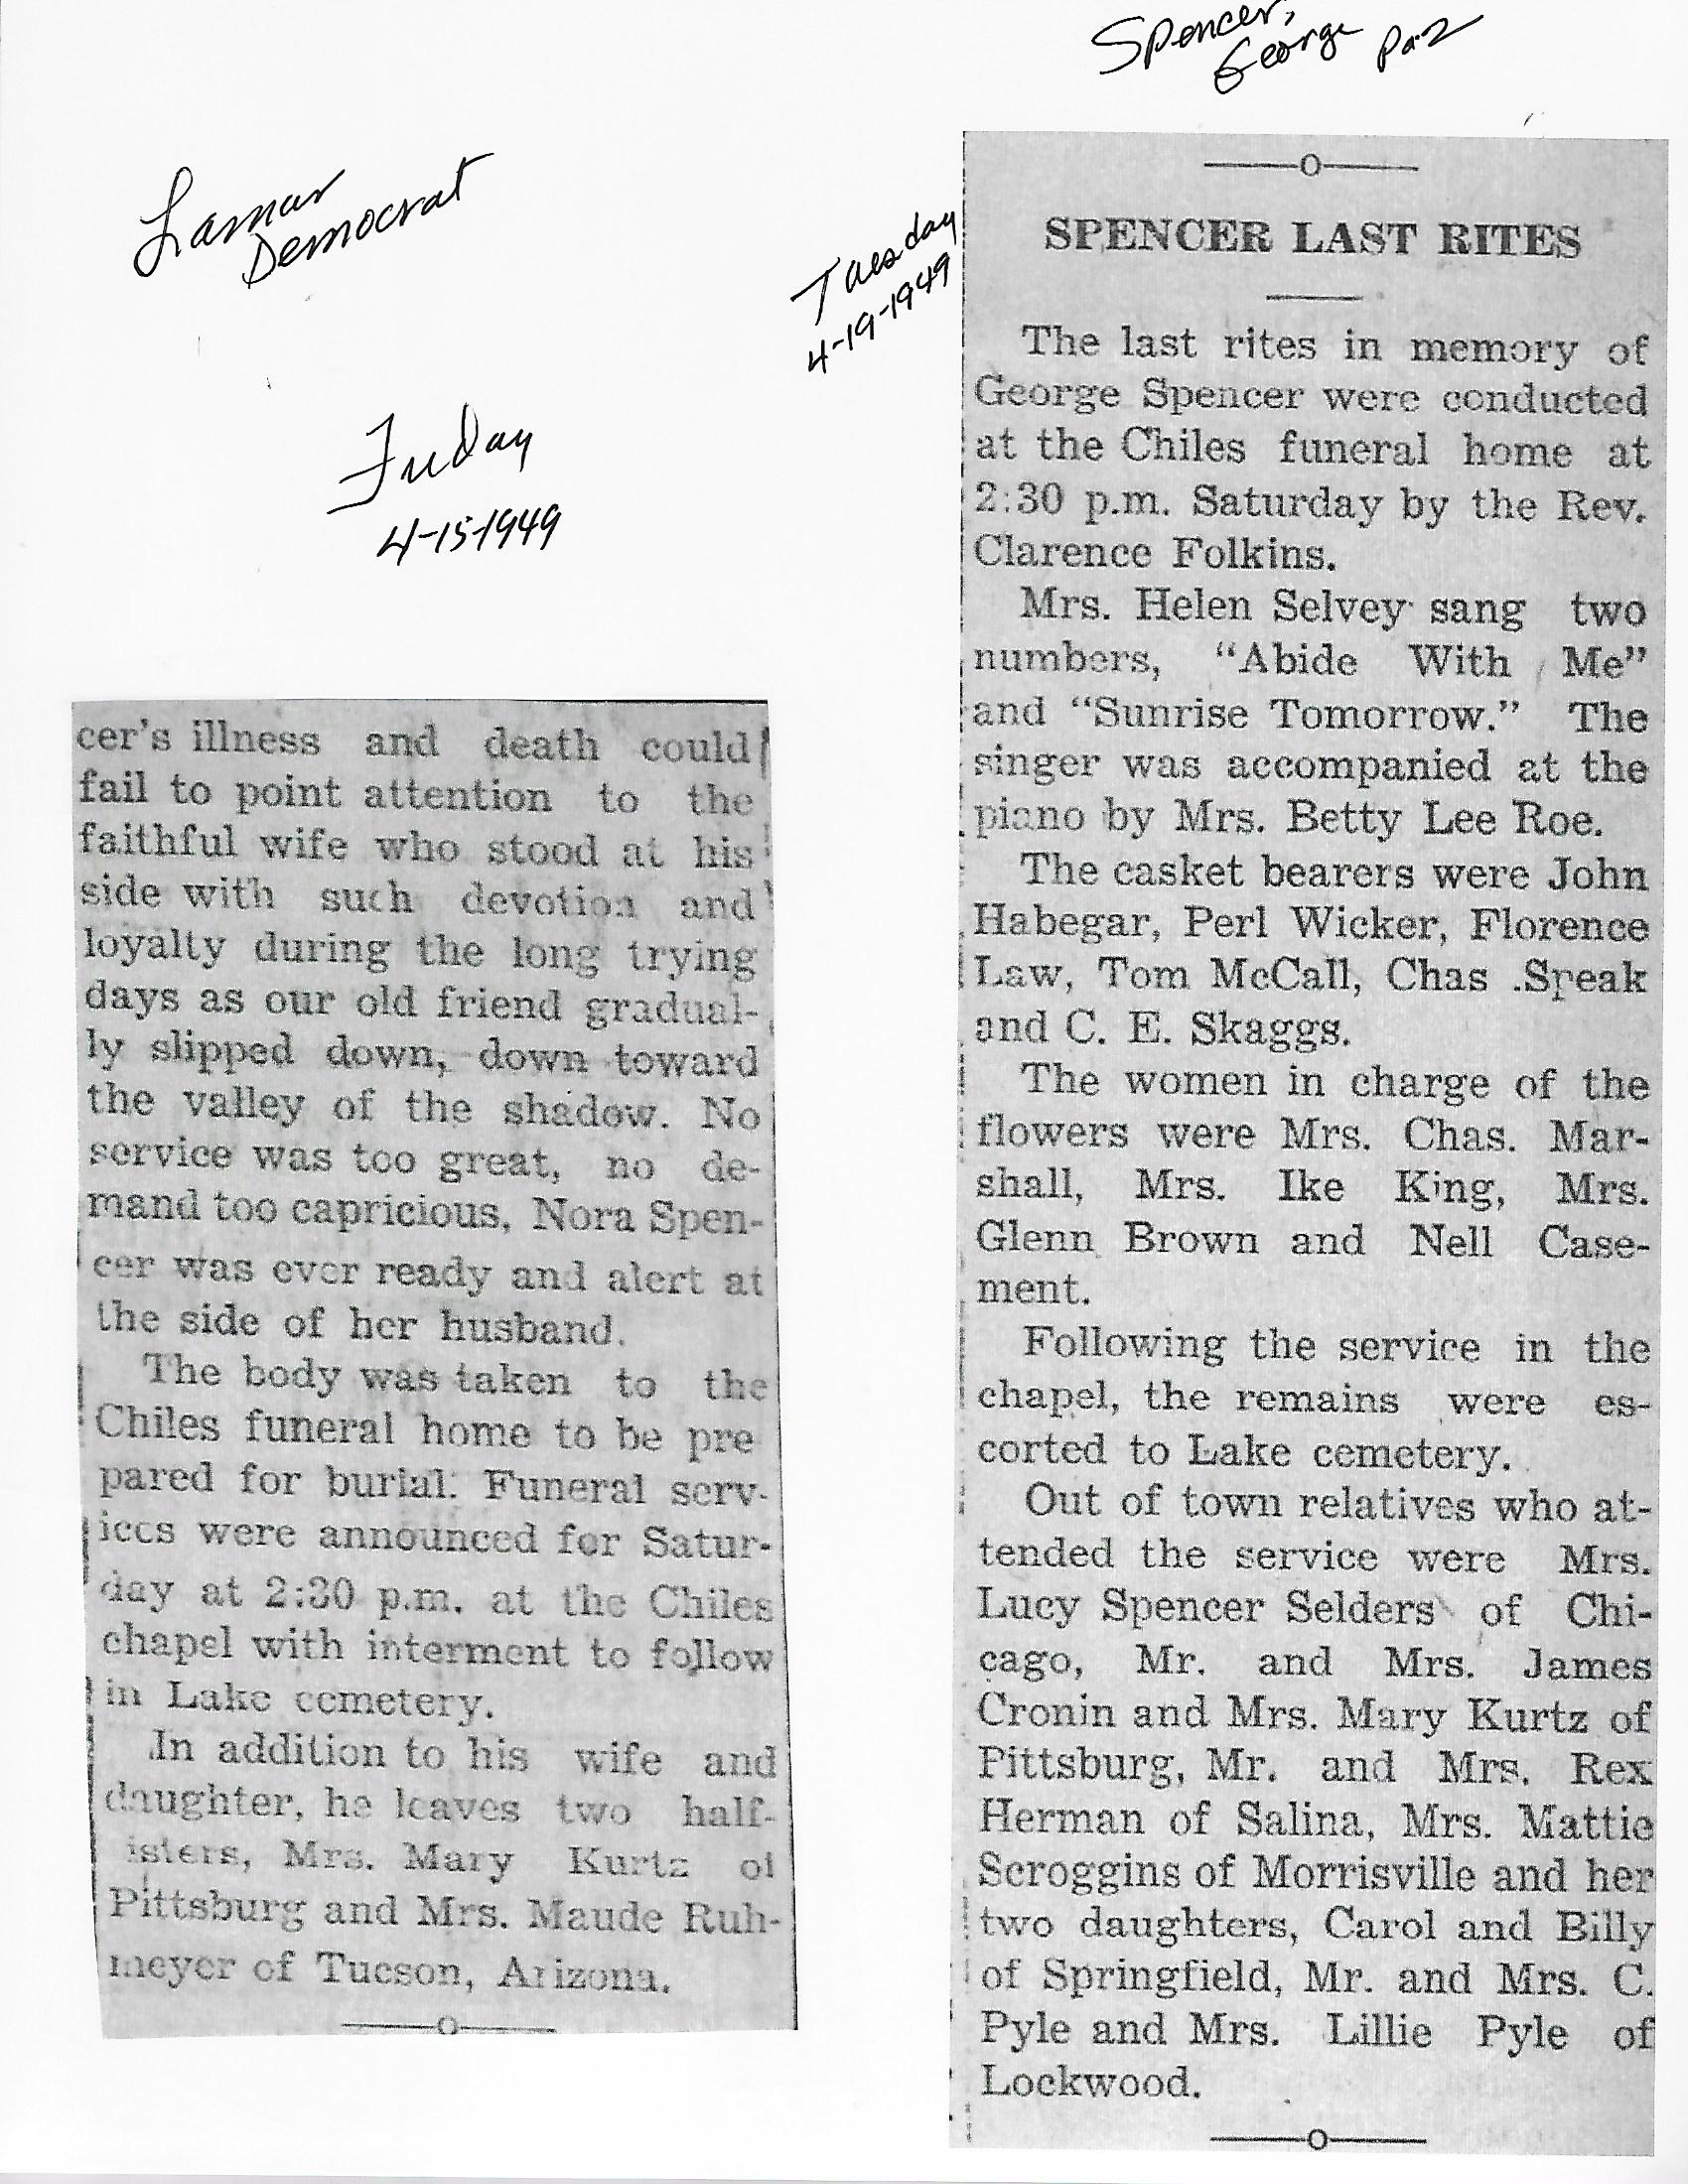 Spencer,
George Pa-2
Lamar
Democrat
Friday
4-15-1949
cer's illness and death could
fail to point attention to the
faithful wife who stood at his
side with such devotion and
loyalty during the long trying
days as our old friend gradual-
ly slipped down, down toward
the valley of the shadow. No
service was too great, no de-
mand too capricious, Nora Spen-
cer was ever ready and alert at
the side of her husband.
The body was taken to the
Chiles funeral home to be pre
pared for burial. Funeral serv-
ices were announced for Satur-
day at 2:30 p.m. at the Chiles
chapel with interment to follow
in Lake cemetery.
In addition to his wife and
daughter, he leaves two half-
isters, Mrs. Mary Kurtz of
Pittsburg and Mrs. Maude Ruh-
meyer of Tucson, Arizona.
Tuesday
4-19-1949
SPENCER LAST RITES
The last rites in memory of
George Spencer were conducted
at the Chiles funeral home at
2:30 p.m. Saturday by the Rev.
Clarence Folkins.
Mrs. Helen Selvey sang two
numbers, “Abide With Me”
and “Sunrise Tomorrow.” The
singer was accompanied at the
piano by Mrs. Betty Lee Roe.
The casket bearers were John
Habegar, Perl Wicker, Florence
Law, Tom McCall, Chas .Speak
and C. E. Skaggs.
The women in charge of the
flowers were Mrs. Chas. Mar-
shall, Mrs. Ike King, Mrs.
Glenn Brown and Nell Case-
ment.
Following the service in the
chapel, the remains were es-
corted to Lake cemetery.
Out of town relatives who at-
tended the service were Mrs.
Lucy Spencer Selders of Chi-
cago, Mr. and Mrs. James
Cronin and Mrs. Mary Kurtz of
Pittsburg, Mr. and Mrs. Rex
Herman of Salina, Mrs. Mattie
Scroggins of Morrisville and her
two daughters, Carol and Billy
of Springfield, Mr. and Mrs. C.
Pyle and Mrs. Lillie Pyle of
Lockwood.